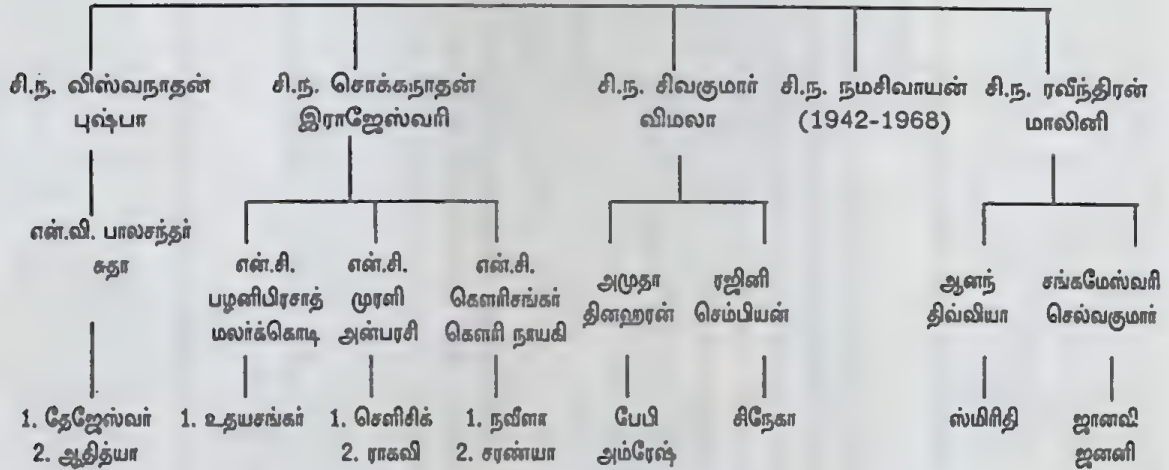 சி.ந. விஸ்வநாதன்
புஷ்பா
சி.ந. சொக்கநாதன்
இராஜேஸ்வரி
சி.ந. சிவகுமார்
விமலா
சி.ந. நமசிவாயன்
(1942-1968)
சி.ந. ரவீந்திரன்
மாலினி
என்.வி. பாலசந்தர்
சுதா
என்.சி.
பழனிபிரசாத்
மலர்க்கொடி
என்.சி.
முரளி
அன்பரசி
என்.சி.
கௌரிசங்கர்
கௌரி நாயகி
அமுதா
தினஹரன்
ரஜினி
செம்பியன்
ஆனந்
திவ்வியா
சங்கமேஸ்வரி
செல்வகுமார்
1. தேஜேஸ்வர்
2. ஆதித்யா
1. உதயசங்கர்
1. செளிசிக்
2. ராகவி
1. நவீளா
2. சரண்யா
பேபி
அம்ரேஷ்
சிநேகா
ஸ்மிரிதி
ஜானவி
ஜனனி